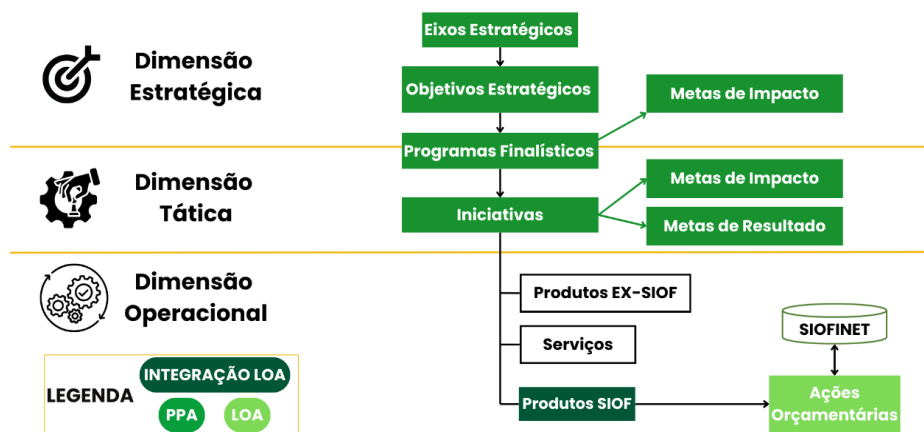 Dimensão
Estratégica
Eixos Estratégicos
Objetivos Estratégicos
Metas de Impacto
Programas Finalísticos
Dimensão
Tática
Metas de Impacto
Iniciativas
Metas de Resultado
Dimensão
Operacional
Produtos EX-SIOF
Serviços
SIOFINET
Produtos SIOF
Ações
Orçamentárias
LEGENDA
INTEGRAÇÃO LOA
PPA
LOA